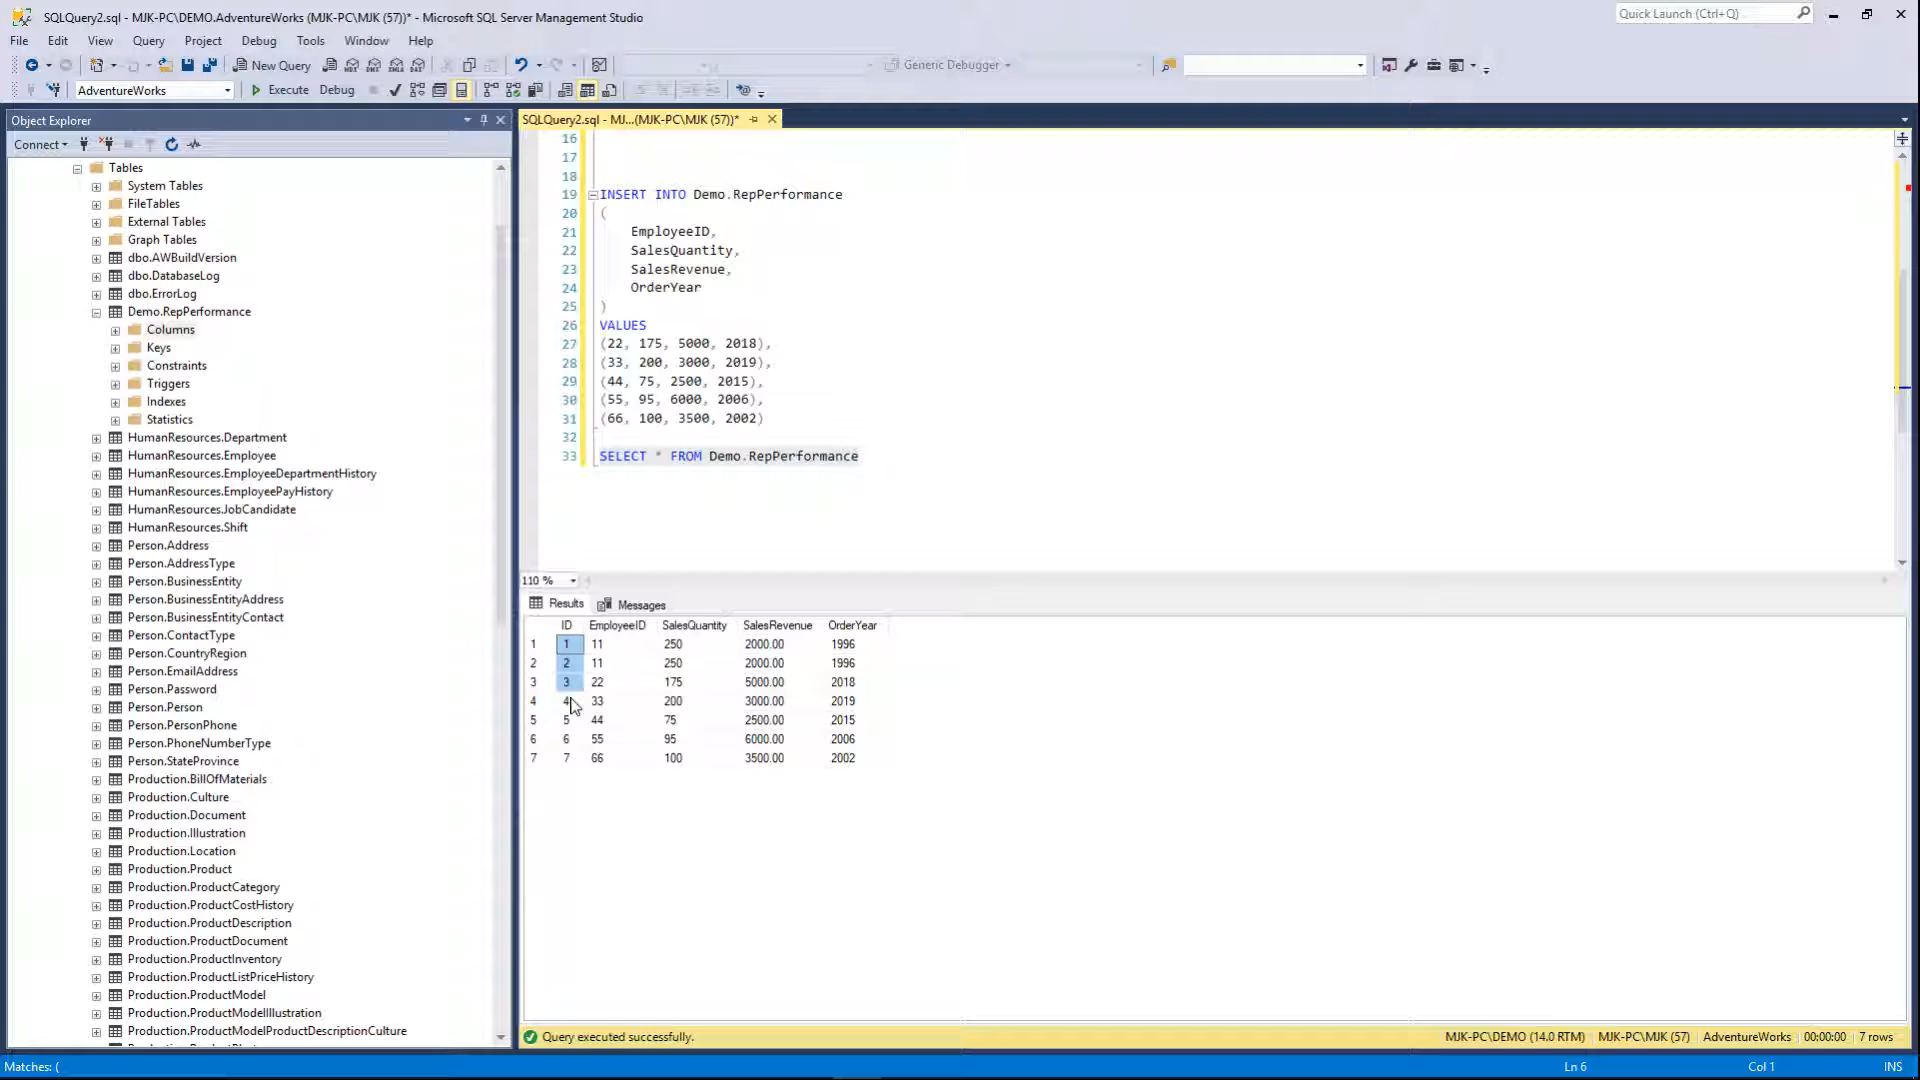 SQLQuery2.sql - MJK-PC\DEMO.AdventureWorks (MJK-PC\MJK (57))* - Microsoft SQL Server Management Studio
Quick Launch (Ctrl+Q)
File Edit View Query Project Debug Tools Window Help
New Query
Generic Debugger
AdventureWorks
Execute Debug
Object Explorer
Connect
Tables
System Tables
FileTables
External Tables
Graph Tables
dbo.AWBuildVersion
dbo.DatabaseLog
dbo.ErrorLog
Demo.RepPerformance
Columns
Keys
Constraints
Triggers
Indexes
Statistics
HumanResources.Department
HumanResources.Employee
HumanResources.EmployeeDepartmentHistory
HumanResources.EmployeePayHistory
HumanResources.JobCandidate
HumanResources.Shift
Person.Address
Person.AddressType
Person.BusinessEntity
Person.BusinessEntityAddress
Person.BusinessEntityContact
Person.ContactType
Person.CountryRegion
Person.EmailAddress
Person.Password
Person.Person
Person.PersonPhone
Person.PhoneNumberType
Person.StateProvince
Production.BillOfMaterials
Production.Culture
Production.Document
Production.Illustration
Production.Location
Production.Product
Production.ProductCategory
Production.ProductCostHistory
Production.ProductDescription
Production.ProductDocument
Production.ProductInventory
Production.ProductListPriceHistory
Production.ProductModel
Production.ProductModelIllustration
Production.ProductModelProductDescriptionCulture
SQLQuery2.sql - MJ...(MJK-PC\MJK (57))*
16
17
18
19 INSERT INTO Demo.RepPerformance
20 (
21 EmployeeID,
22 SalesQuantity,
23 SalesRevenue,
24 OrderYear
25 )
26 VALUES
27 (22, 175, 5000, 2018),
28 (33, 200, 3000, 2019),
29 (44, 75, 2500, 2015),
30 (55, 95, 6000, 2006),
31 (66, 100, 3500, 2002)
32
33 SELECT * FROM Demo.RepPerformance
110 %
Results Messages
ID EmployeeID SalesQuantity SalesRevenue OrderYear
1 1 11 250 2000.00 1996
2 2 11 250 2000.00 1996
3 3 22 175 5000.00 2018
4 4 33 200 3000.00 2019
5 5 44 75 2500.00 2015
6 6 55 95 6000.00 2006
7 7 66 100 3500.00 2002
Query executed successfully. MJK-PC\DEMO (14.0 RTM) MJK-PC\MJK (57) AdventureWorks 00:00:00 7 rows
Matches: ( Ln 6 Col 1 INS